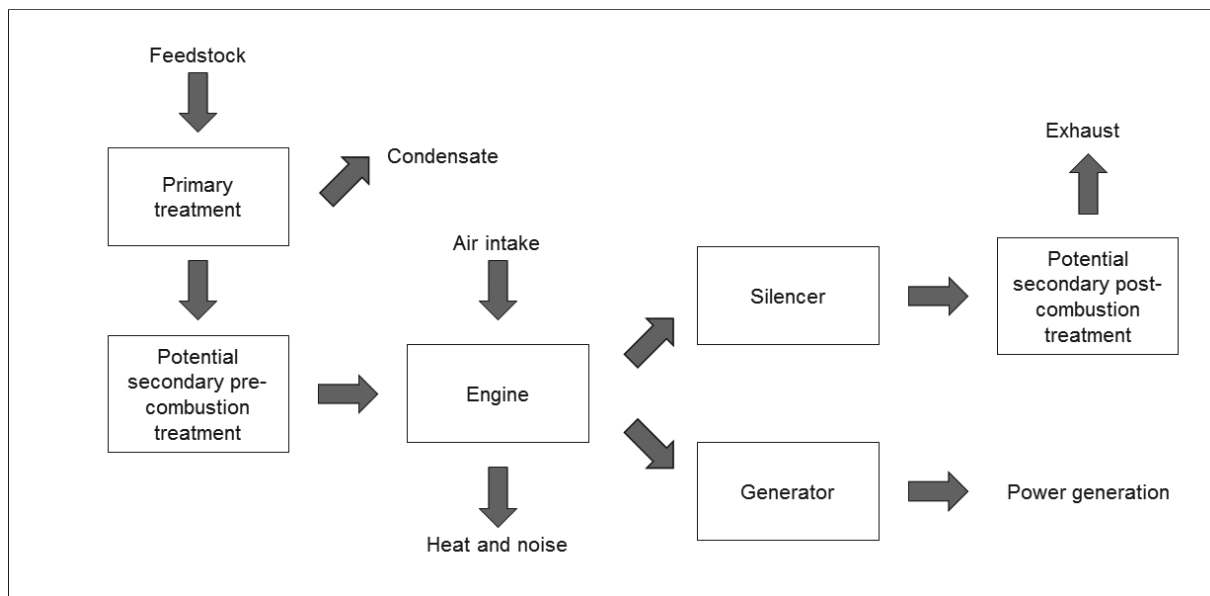 Feedstock
Primary
treatment
Condensate
Potential
secondary pre-
combustion
treatment
Air intake
Engine
Heat and noise
Silencer
Generator
Exhaust
Potential
secondary post-
combustion
treatment
Power generation